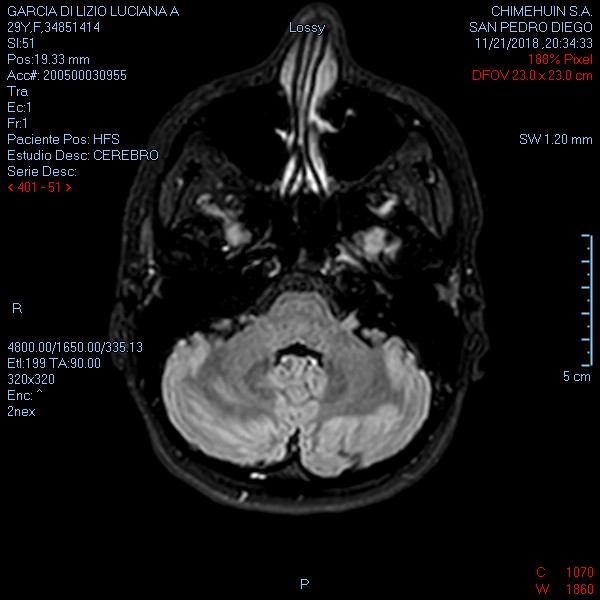 GARCIA DI LIZIO LUCIANA A
29Y,F,34851414
Sl:51
Pos:19.33 mm
Acc#: 200500030955
Tra
Ec:1
Fr:1
Paciente Pos: HFS
Estudio Desc: CEREBRO
Serie Desc:
< 401 - 51 >
Lossy
CHIMEHUIN S.A.
SAN PEDRO DIEGO
11/21/2018 ,20:34:33
188% Pixel
DFOV 23.0 x 23.0 cm
SW 1.20 mm
R
4800.00/1650.00/335.13
Etl:199 TA:90.00
320x320
Enc: ^
2nex
5 cm
P
C 1070
W 1860